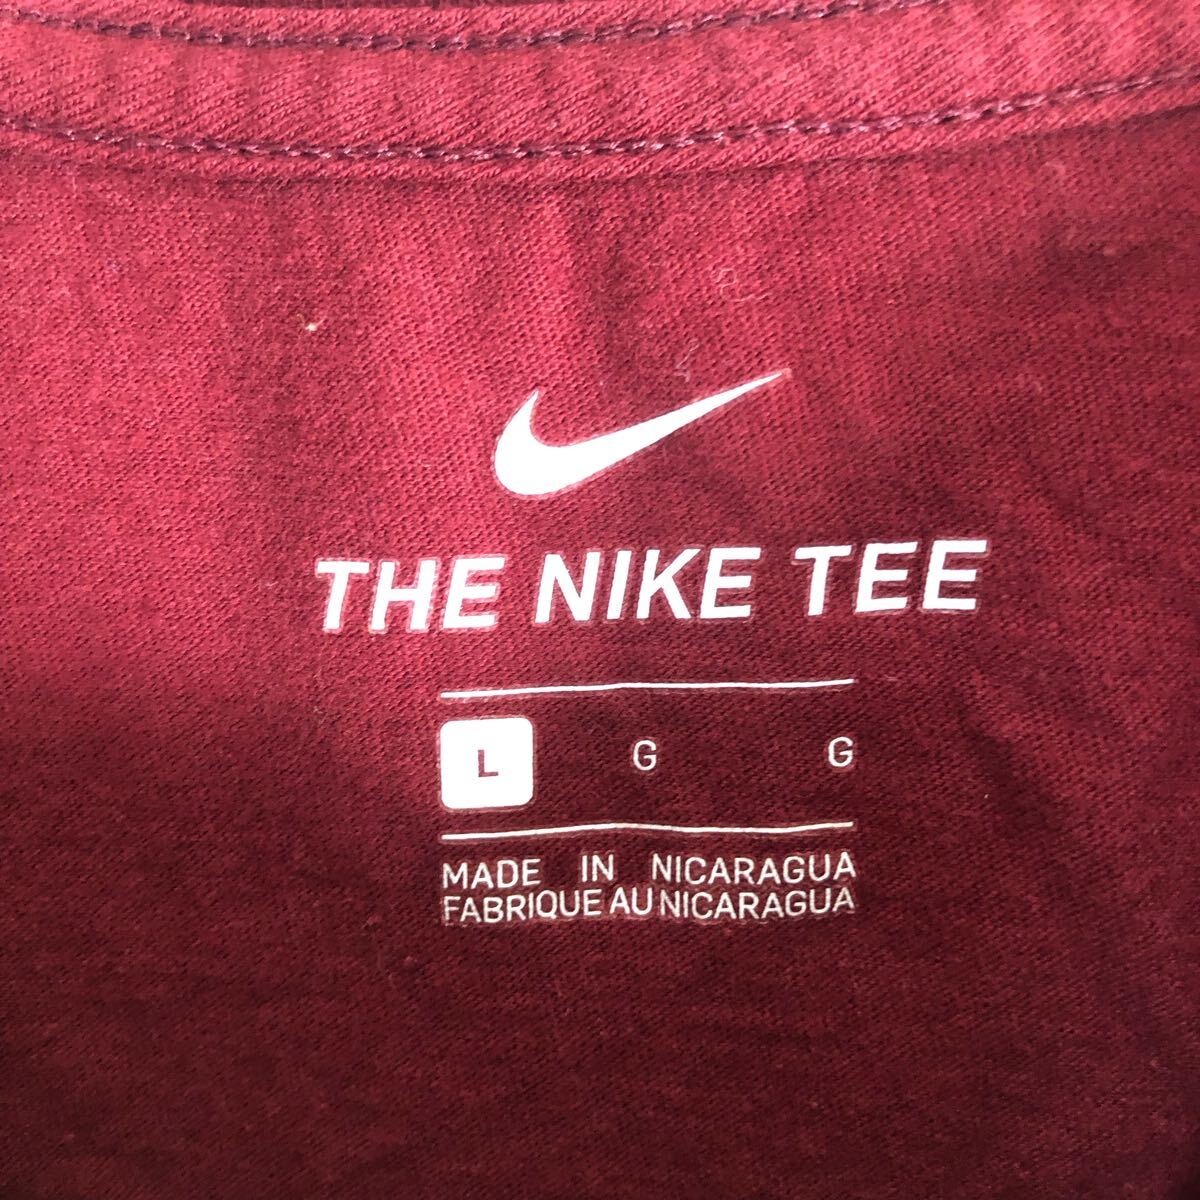 THE NIKE TEE
L G G
MADE IN NICARAGUA
FABRIQUE AU NICARAGUA